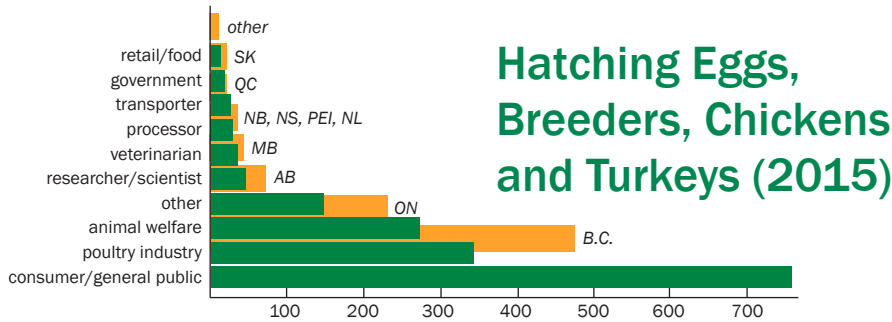 other
retail/food
SK
government
QC
transporter
NB, NS, PEI, NL
processor
veterinarian
MB
researcher/scientist
AB
other
ON
animal welfare
B.C.
poultry industry
consumer/general public
100 200 300 400 500 600 700
Hatching Eggs,
Breeders, Chickens
and Turkeys (2015)